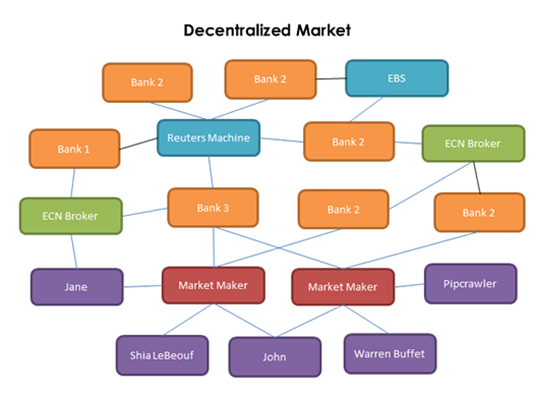 Decentralized Market
Bank 2
Bank 2
EBS
Reuters Machine
Bank 2
ECN Broker
Bank 1
ECN Broker
Bank 3
Bank 2
Bank 2
Jane
Market Maker
Market Maker
Pipcrawler
Shia LeBeouf
John
Warren Buffet